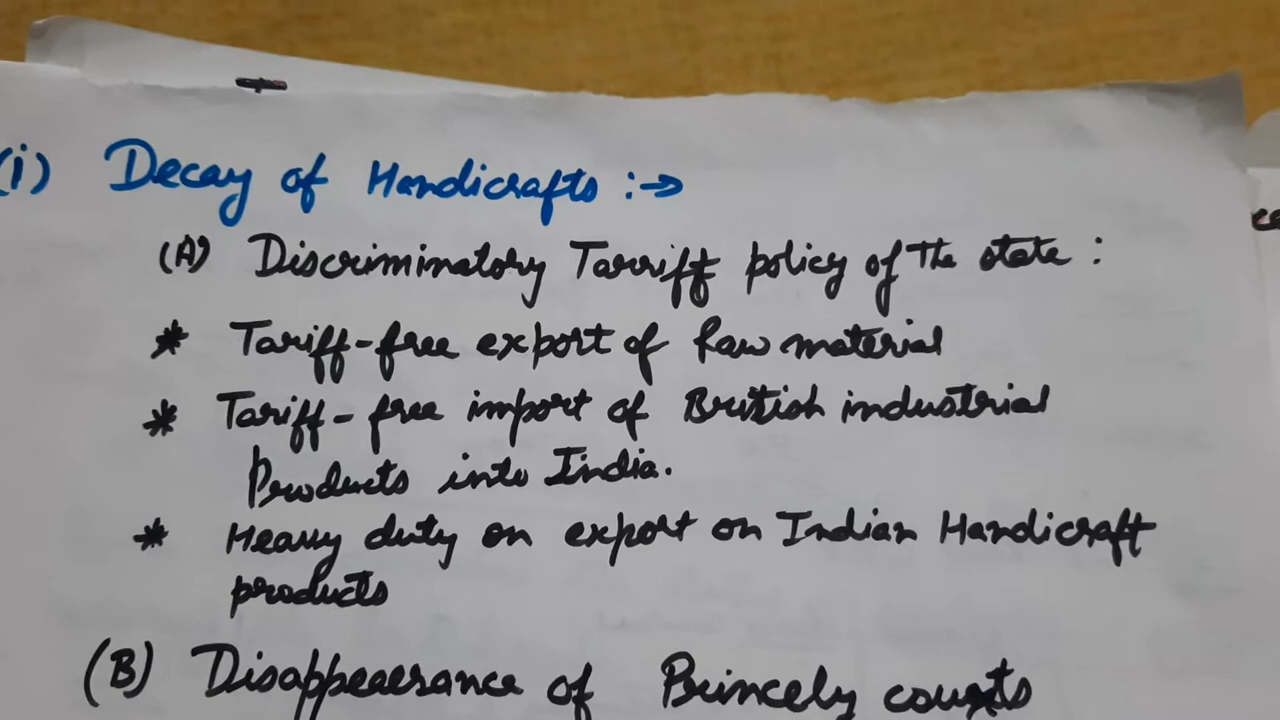 (i) Decay of Handicrafts :→
(A) Discriminatory Tarriff policy of The state :
* Tariff-free export of Raw material
* Tariff-free import of British industrial
Products into India.
* Heavy duty on export on Indian Handicraft
products
(B) Disappearance of Princely courts